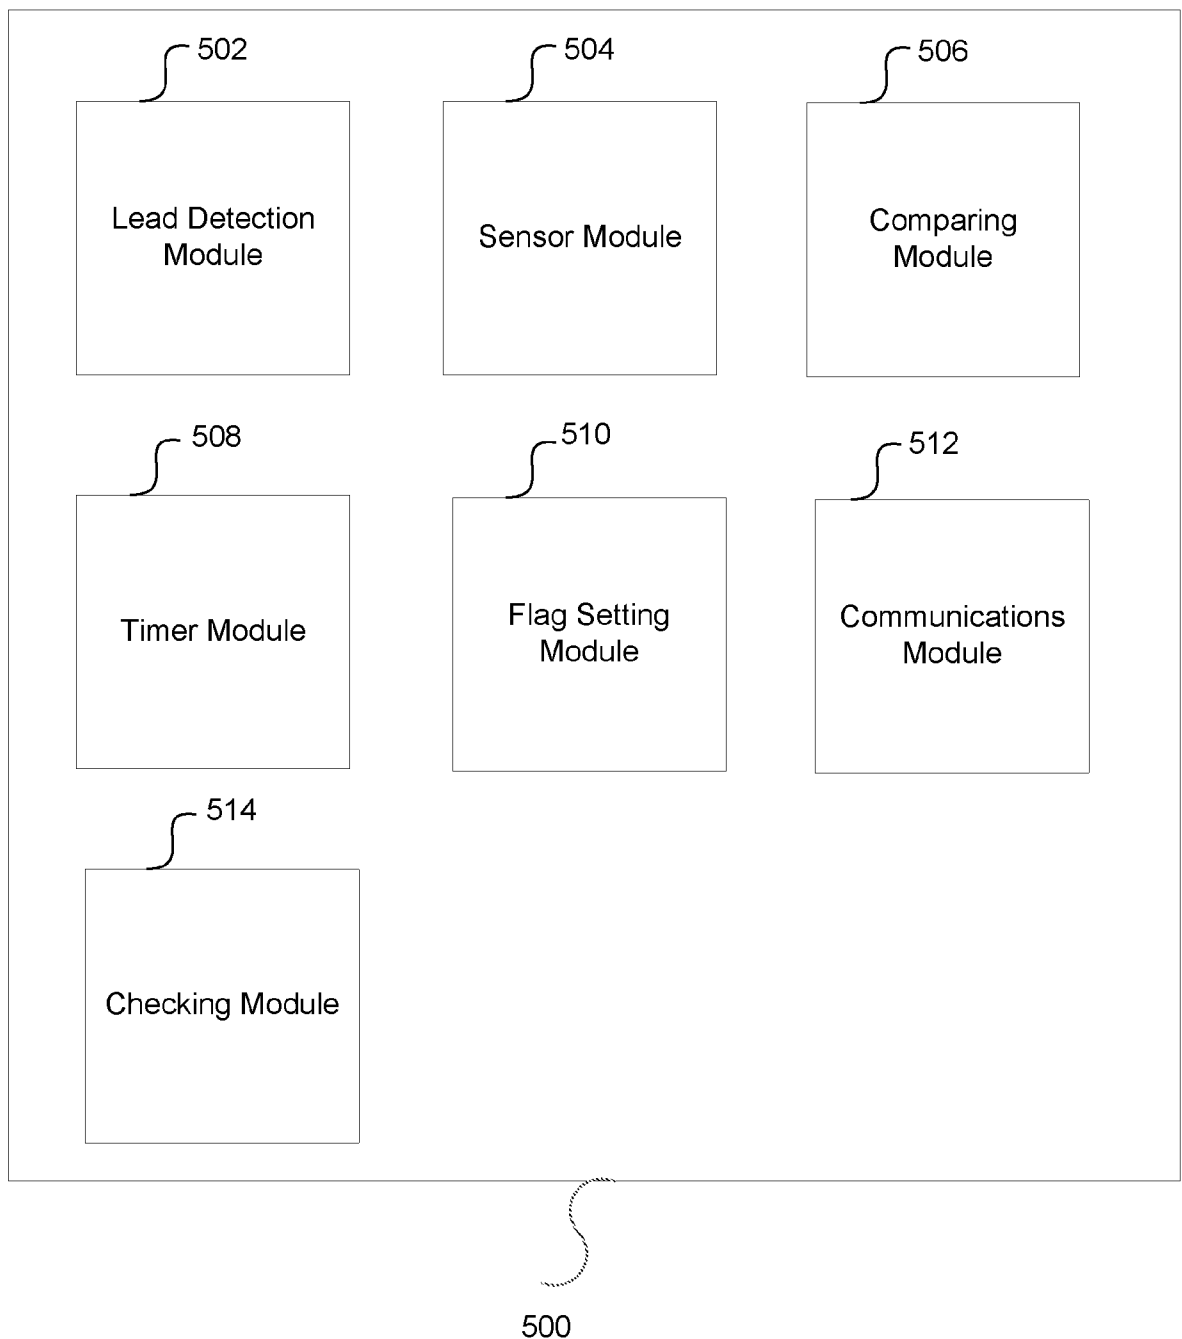 502
504
506
Lead Detection
Module
Sensor Module
Comparing
Module
508
510
512
Timer Module
Flag Setting
Module
Communications
Module
514
Checking Module
500